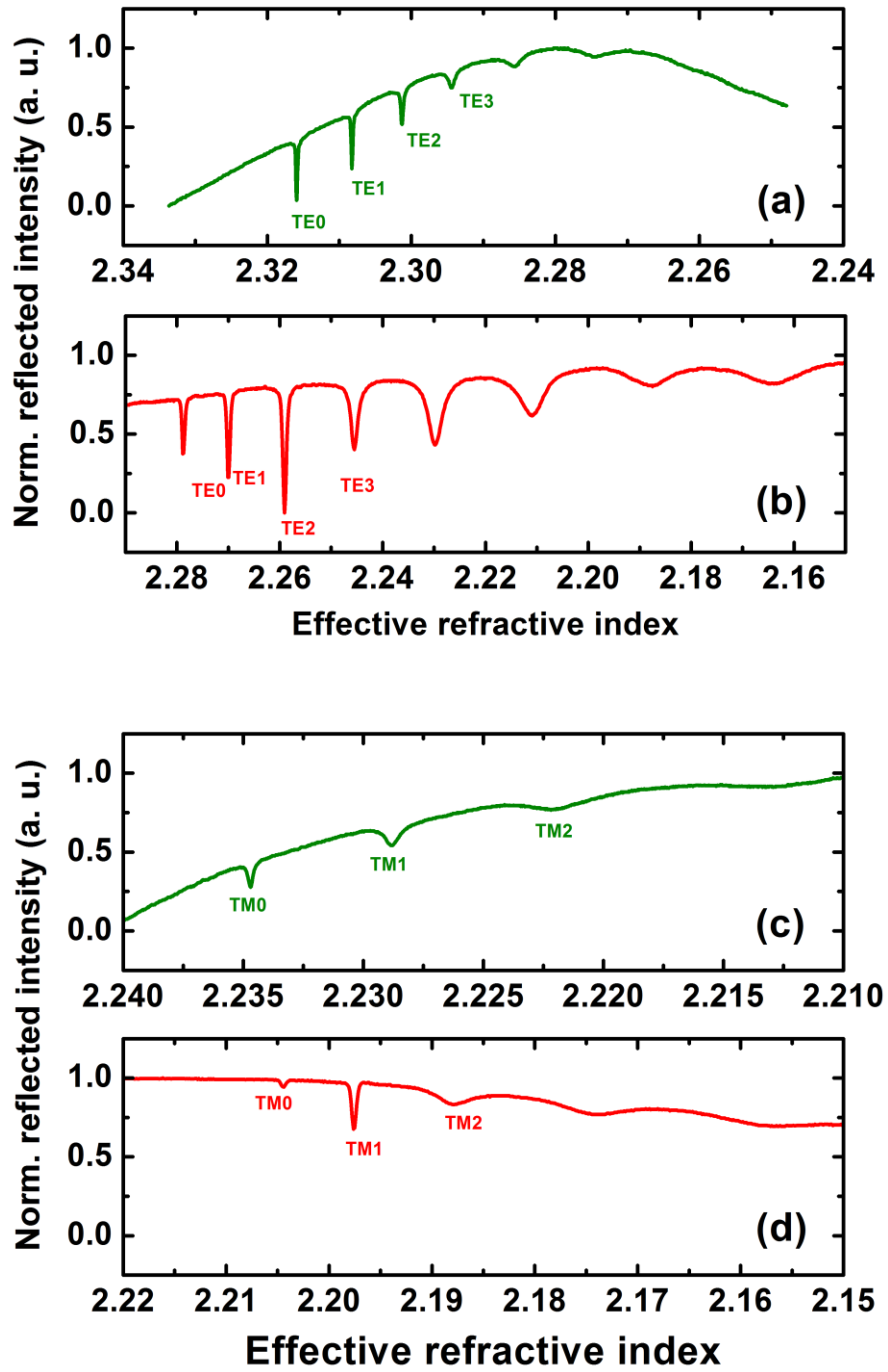 Norm. reflected intensity (a. u.)
1.0
0.5
0.0
TE0
TE1
TE2
TE3
(a)
2.34
2.32
2.30
2.28
2.26
2.24
1.0
0.5
0.0
TE0
TE1
TE2
TE3
(b)
2.28
2.26
2.24
2.22
2.20
2.18
2.16
Effective refractive index
Norm. reflected intensity (a. u.)
1.0
0.5
0.0
TM0
TM1
TM2
(c)
2.240
2.235
2.230
2.225
2.220
2.215
2.210
1.0
0.5
0.0
TM0
TM1
TM2
(d)
2.22
2.21
2.20
2.19
2.18
2.17
2.16
2.15
Effective refractive index